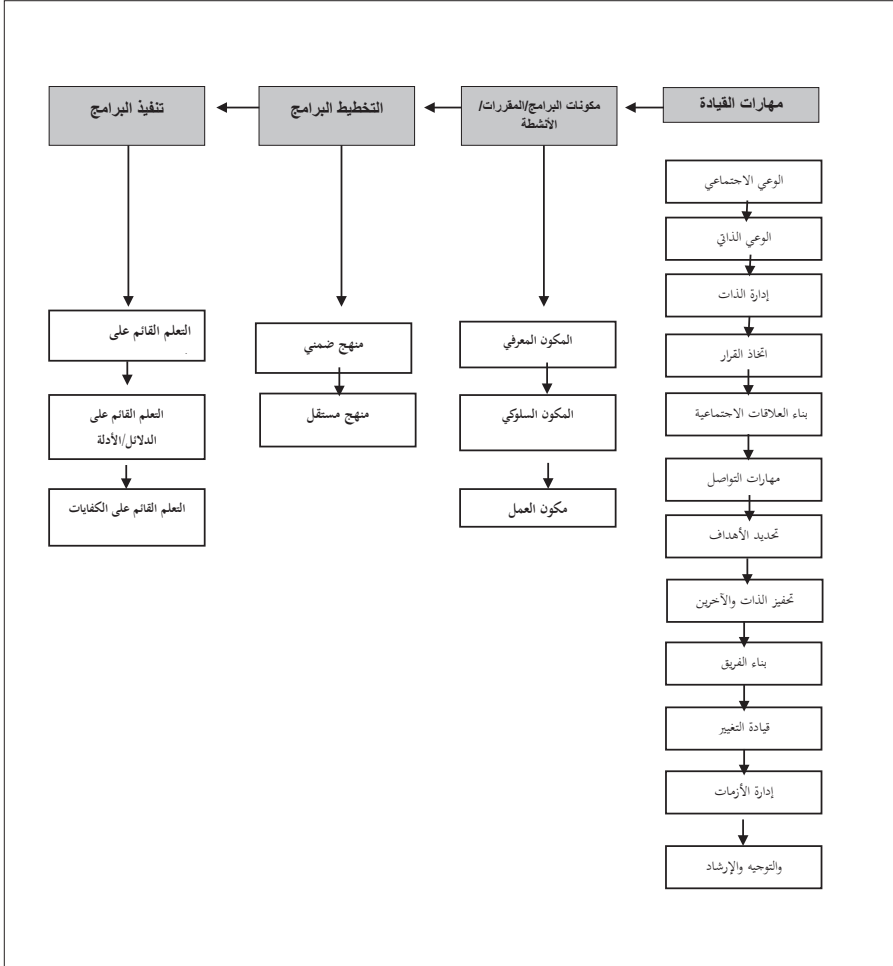 مهارات القيادة
مكونات البرامج/المقررات/
الأنشطة
التخطيط البرامج
تنفيذ البرامج
الوعي الاجتماعي
الوعي الذاتي
إدارة الذات
اتخاذ القرار
بناء العلاقات الاجتماعية
مهارات التواصل
تحديد الأهداف
تحفيز الذات والآخرين
بناء الفريق
قيادة التغيير
إدارة الأزمات
والتوجيه والإرشاد
المكون المعرفي
المكون السلوكي
مكون العمل
منهج ضمني
منهج مستقل
التعلم القائم على
التعلم القائم على
الدلائل/الأدلة
التعلم القائم على الكفايات